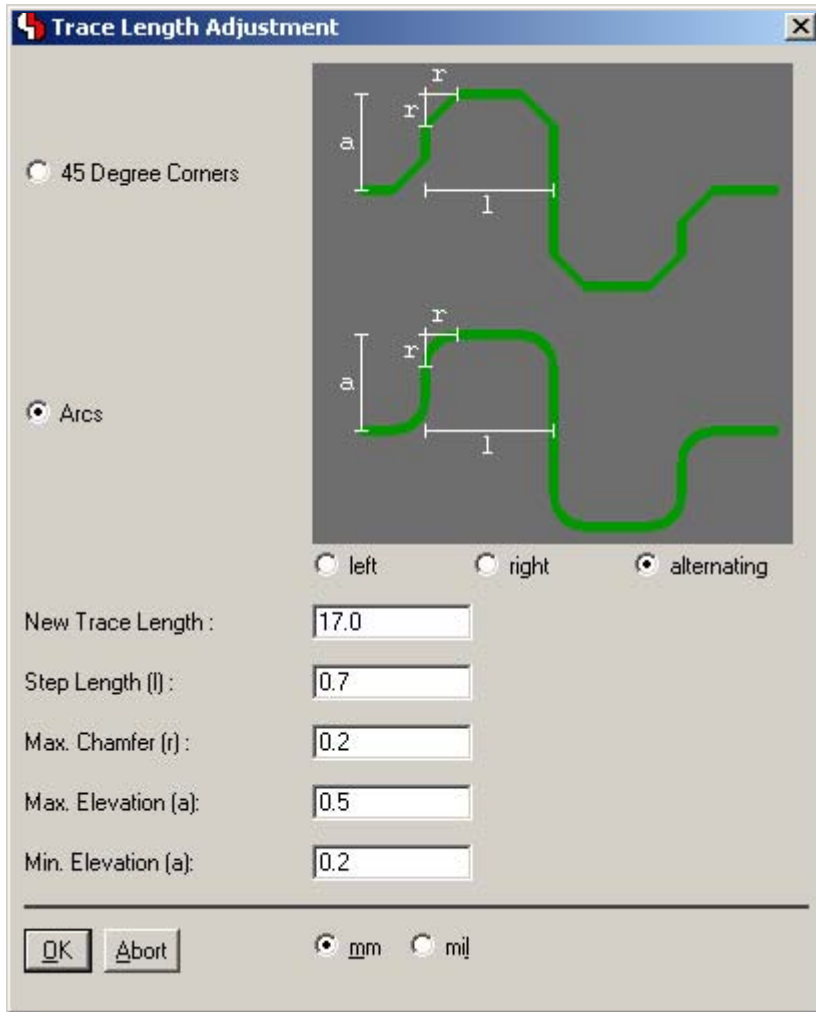 Trace Length Adjustment
r
r
a
45 Degree Corners
l
r
r
a
Arcs
l
left right alternating
New Trace Length : 17.0
Step Length (l) : 0.7
Max. Chamfer (r) : 0.2
Max. Elevation (a): 0.5
Min. Elevation (a): 0.2
OK Abort mm mil